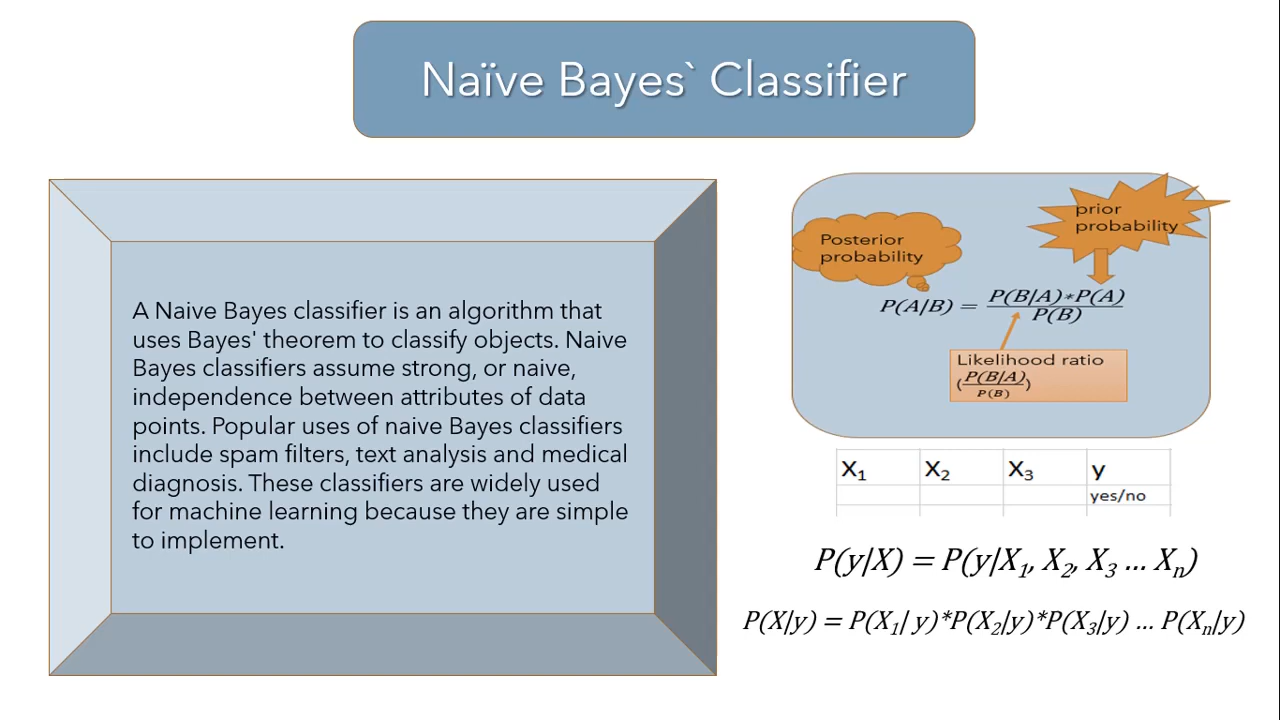 Naïve Bayes` Classifier
A Naive Bayes classifier is an algorithm that
uses Bayes' theorem to classify objects. Naive
Bayes classifiers assume strong, or naive,
independence between attributes of data
points. Popular uses of naive Bayes classifiers
include spam filters, text analysis and medical
diagnosis. These classifiers are widely used
for machine learning because they are simple
to implement.
prior
probability
Posterior
probability
P(A|B) = P(B|A)*P(A)
P(B)
Likelihood ratio
(P(B|A)
P(B))
X₁ X₂ X₃ y
yes/no
P(y|X) = P(y|X₁, X₂, X₃ ... Xₙ)
P(X|y) = P(X₁| y)*P(X₂|y)*P(X₃|y) ... P(Xₙ|y)